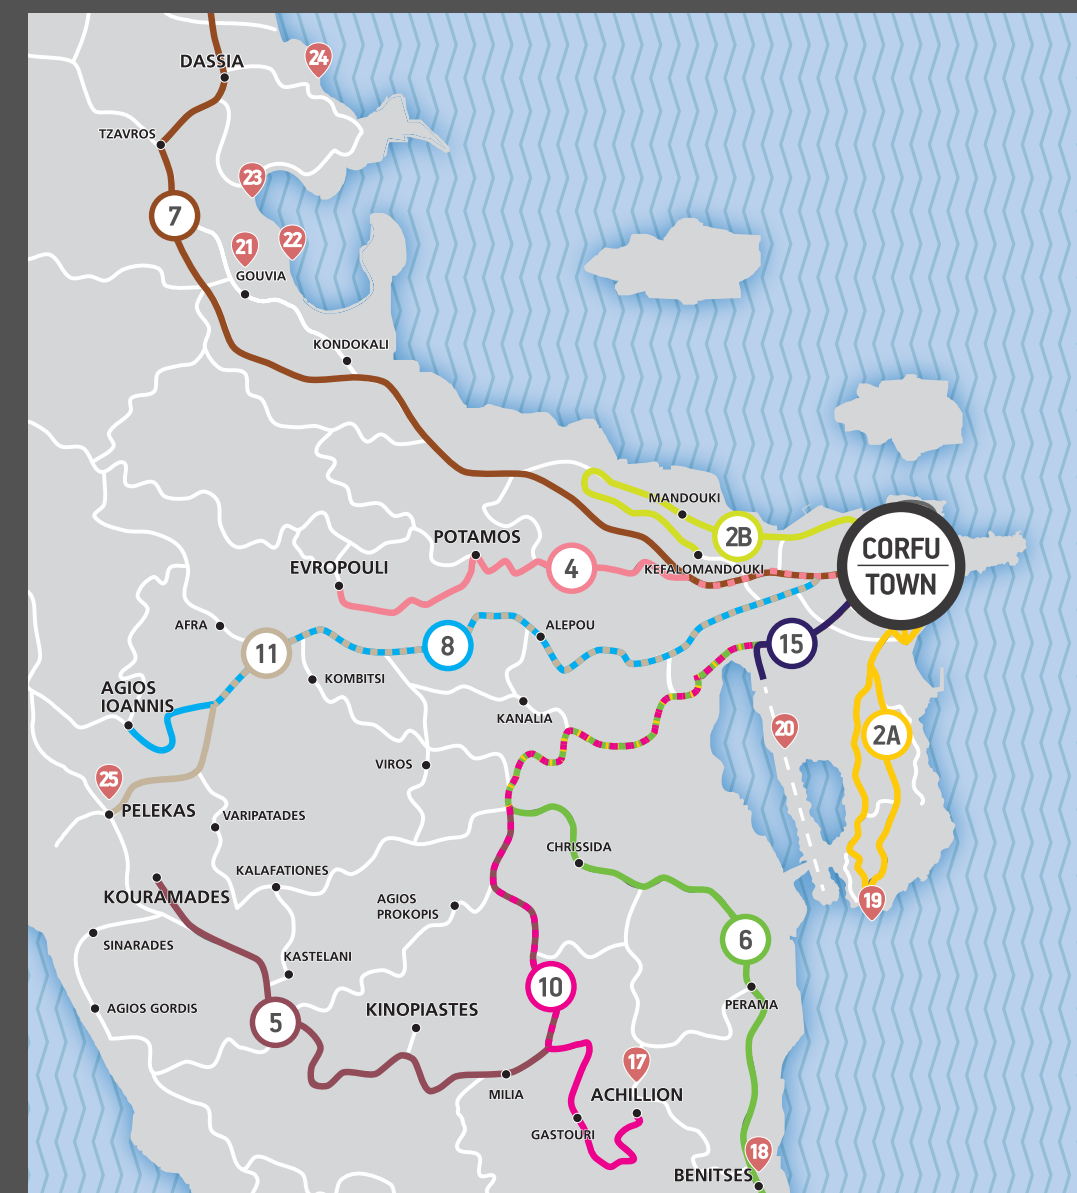 24
DASSIA
TZAVROS
23
7
21
22
GOUVIA
KONDOKALI
MANDOUKI
2B
POTAMOS
CORFU
TOWN
EVROPOULI
4
KEFALOMANDOUKI
AFRA
ALEPOU
11
8
15
KOMBITSI
AGIOS
IOANNIS
KANALIA
20
2A
VIROS
25
PELEKAS
VARIPATADES
CHRISSIDA
KALAFATIONES
KOURAMADES
AGIOS
PROKOPIS
19
SINARADES
6
KASTELANI
10
AGIOS GORDIS
KINOPIASTES
PERAMA
5
17
MILIA
ACHILLION
GASTOURI
18
BENITSES